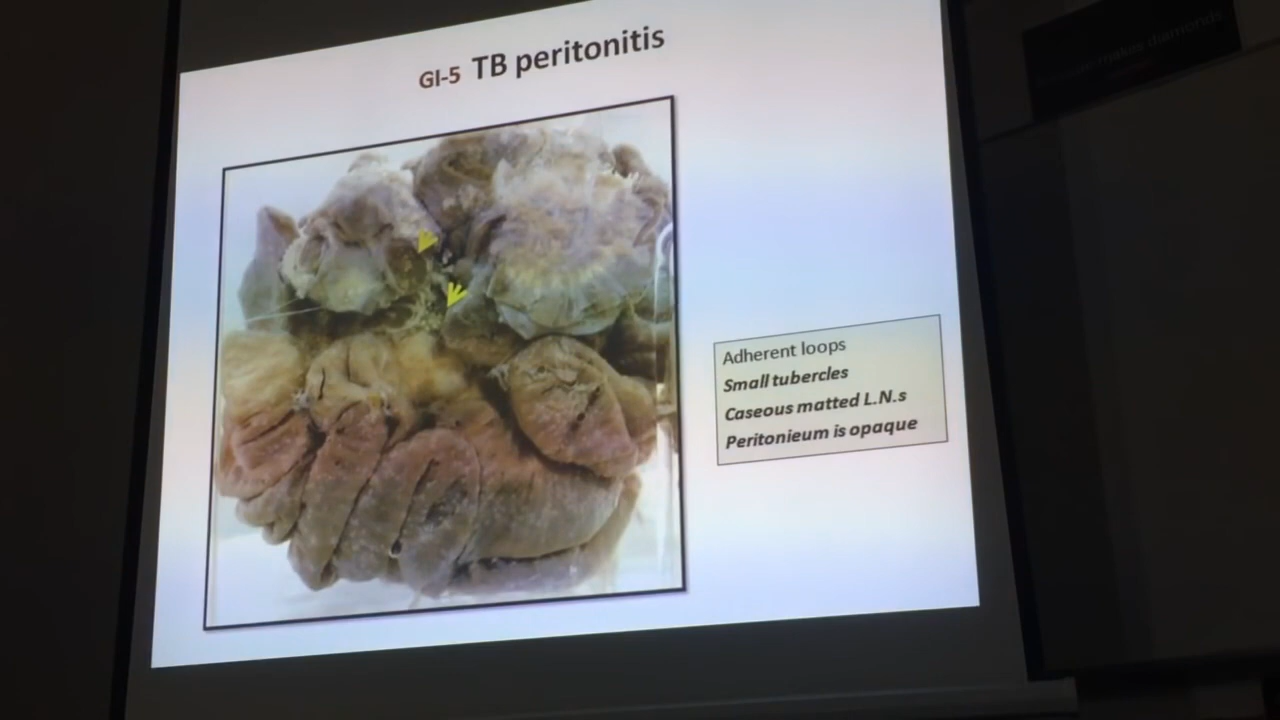 GI-5 TB peritonitis
Adherent loops
Small tubercles
Caseous matted L.N.s
Peritonieum is opaque